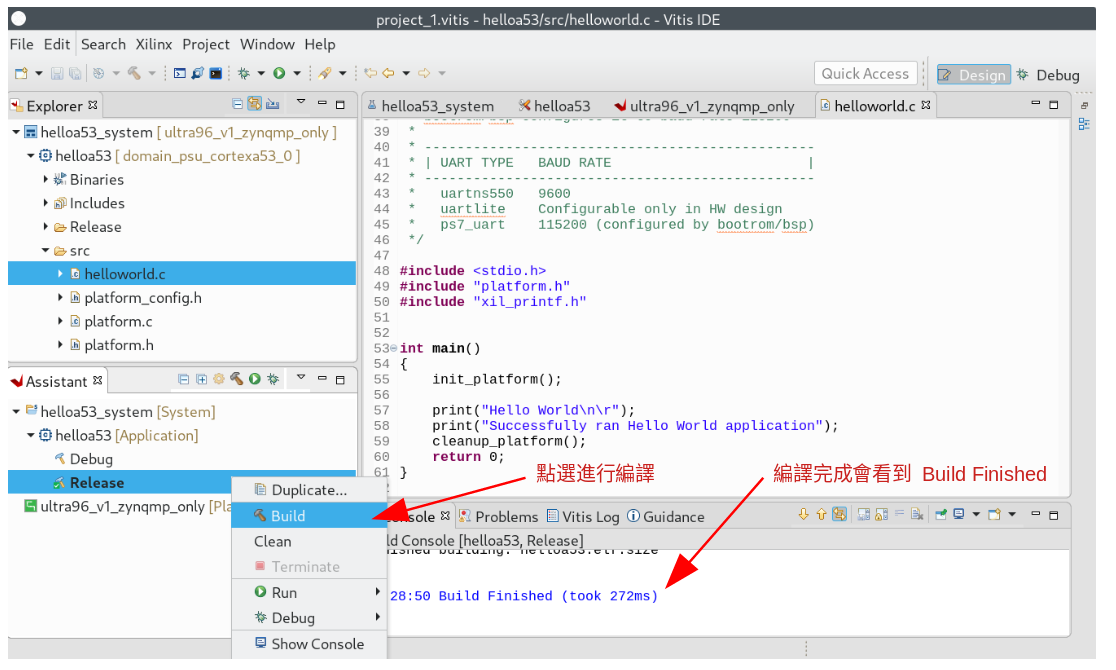 project_1.vitis - helloa53/src/helloworld.c - Vitis IDE
File Edit Search Xilinx Project Window Help
Quick Access
Design
Debug
Explorer
helloa53_system [ ultra96_v1_zynqmp_only ]
helloa53 [ domain_psu_cortexa53_0 ]
Binaries
Includes
Release
src
helloworld.c
platform_config.h
platform.c
platform.h
Assistant
helloa53_system [System]
helloa53 [Application]
Debug
Release
ultra96_v1_zynqmp_only [Pla
Duplicate...
Build
Clean
Terminate
Run
Debug
Show Console
helloa53_system helloa53 ultra96_v1_zynqmp_only helloworld.c
39 *
40 * ------------------------------------------------
41 * | UART TYPE BAUD RATE |
42 * ------------------------------------------------
43 * uartns550 9600
44 * uartlite Configurable only in HW design
45 * ps7_uart 115200 (configured by bootrom/bsp)
46 */
47
48 #include <stdio.h>
49 #include "platform.h"
50 #include "xil_printf.h"
51
52
53 int main()
54 {
55 init_platform();
56
57 print("Hello World\n\r");
58 print("Successfully ran Hello World application");
59 cleanup_platform();
60 return 0;
61 }
點選進行編譯
編譯完成會看到 Build Finished
onsole Problems Vitis Log Guidance
ld Console [helloa53, Release]
28:50 Build Finished (took 272ms)